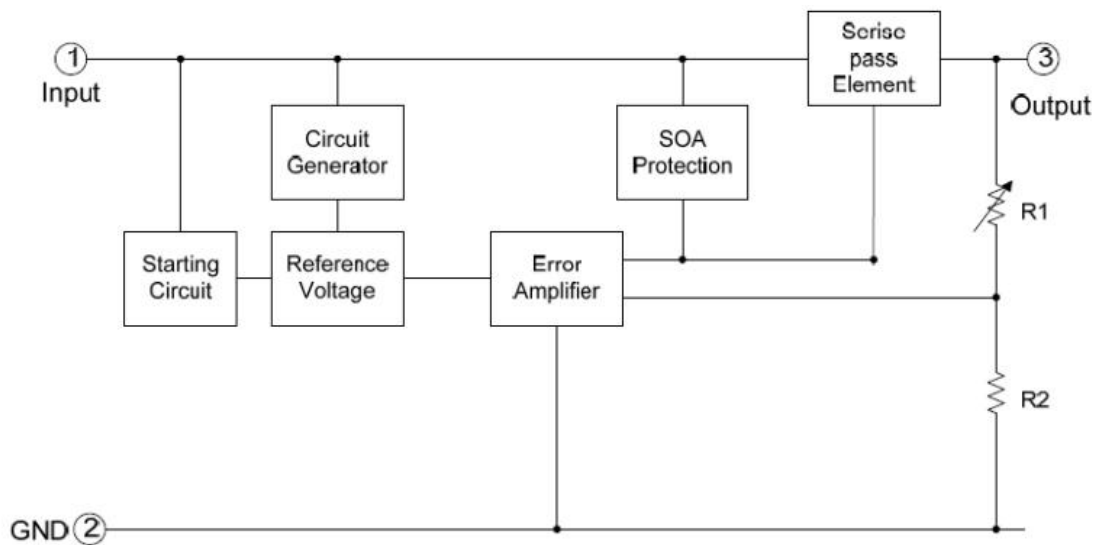 Serise
pass
Element
1
Input
3
Output
Circuit
Generator
SOA
Protection
R1
Starting
Circuit
Reference
Voltage
Error
Amplifier
R2
GND 2